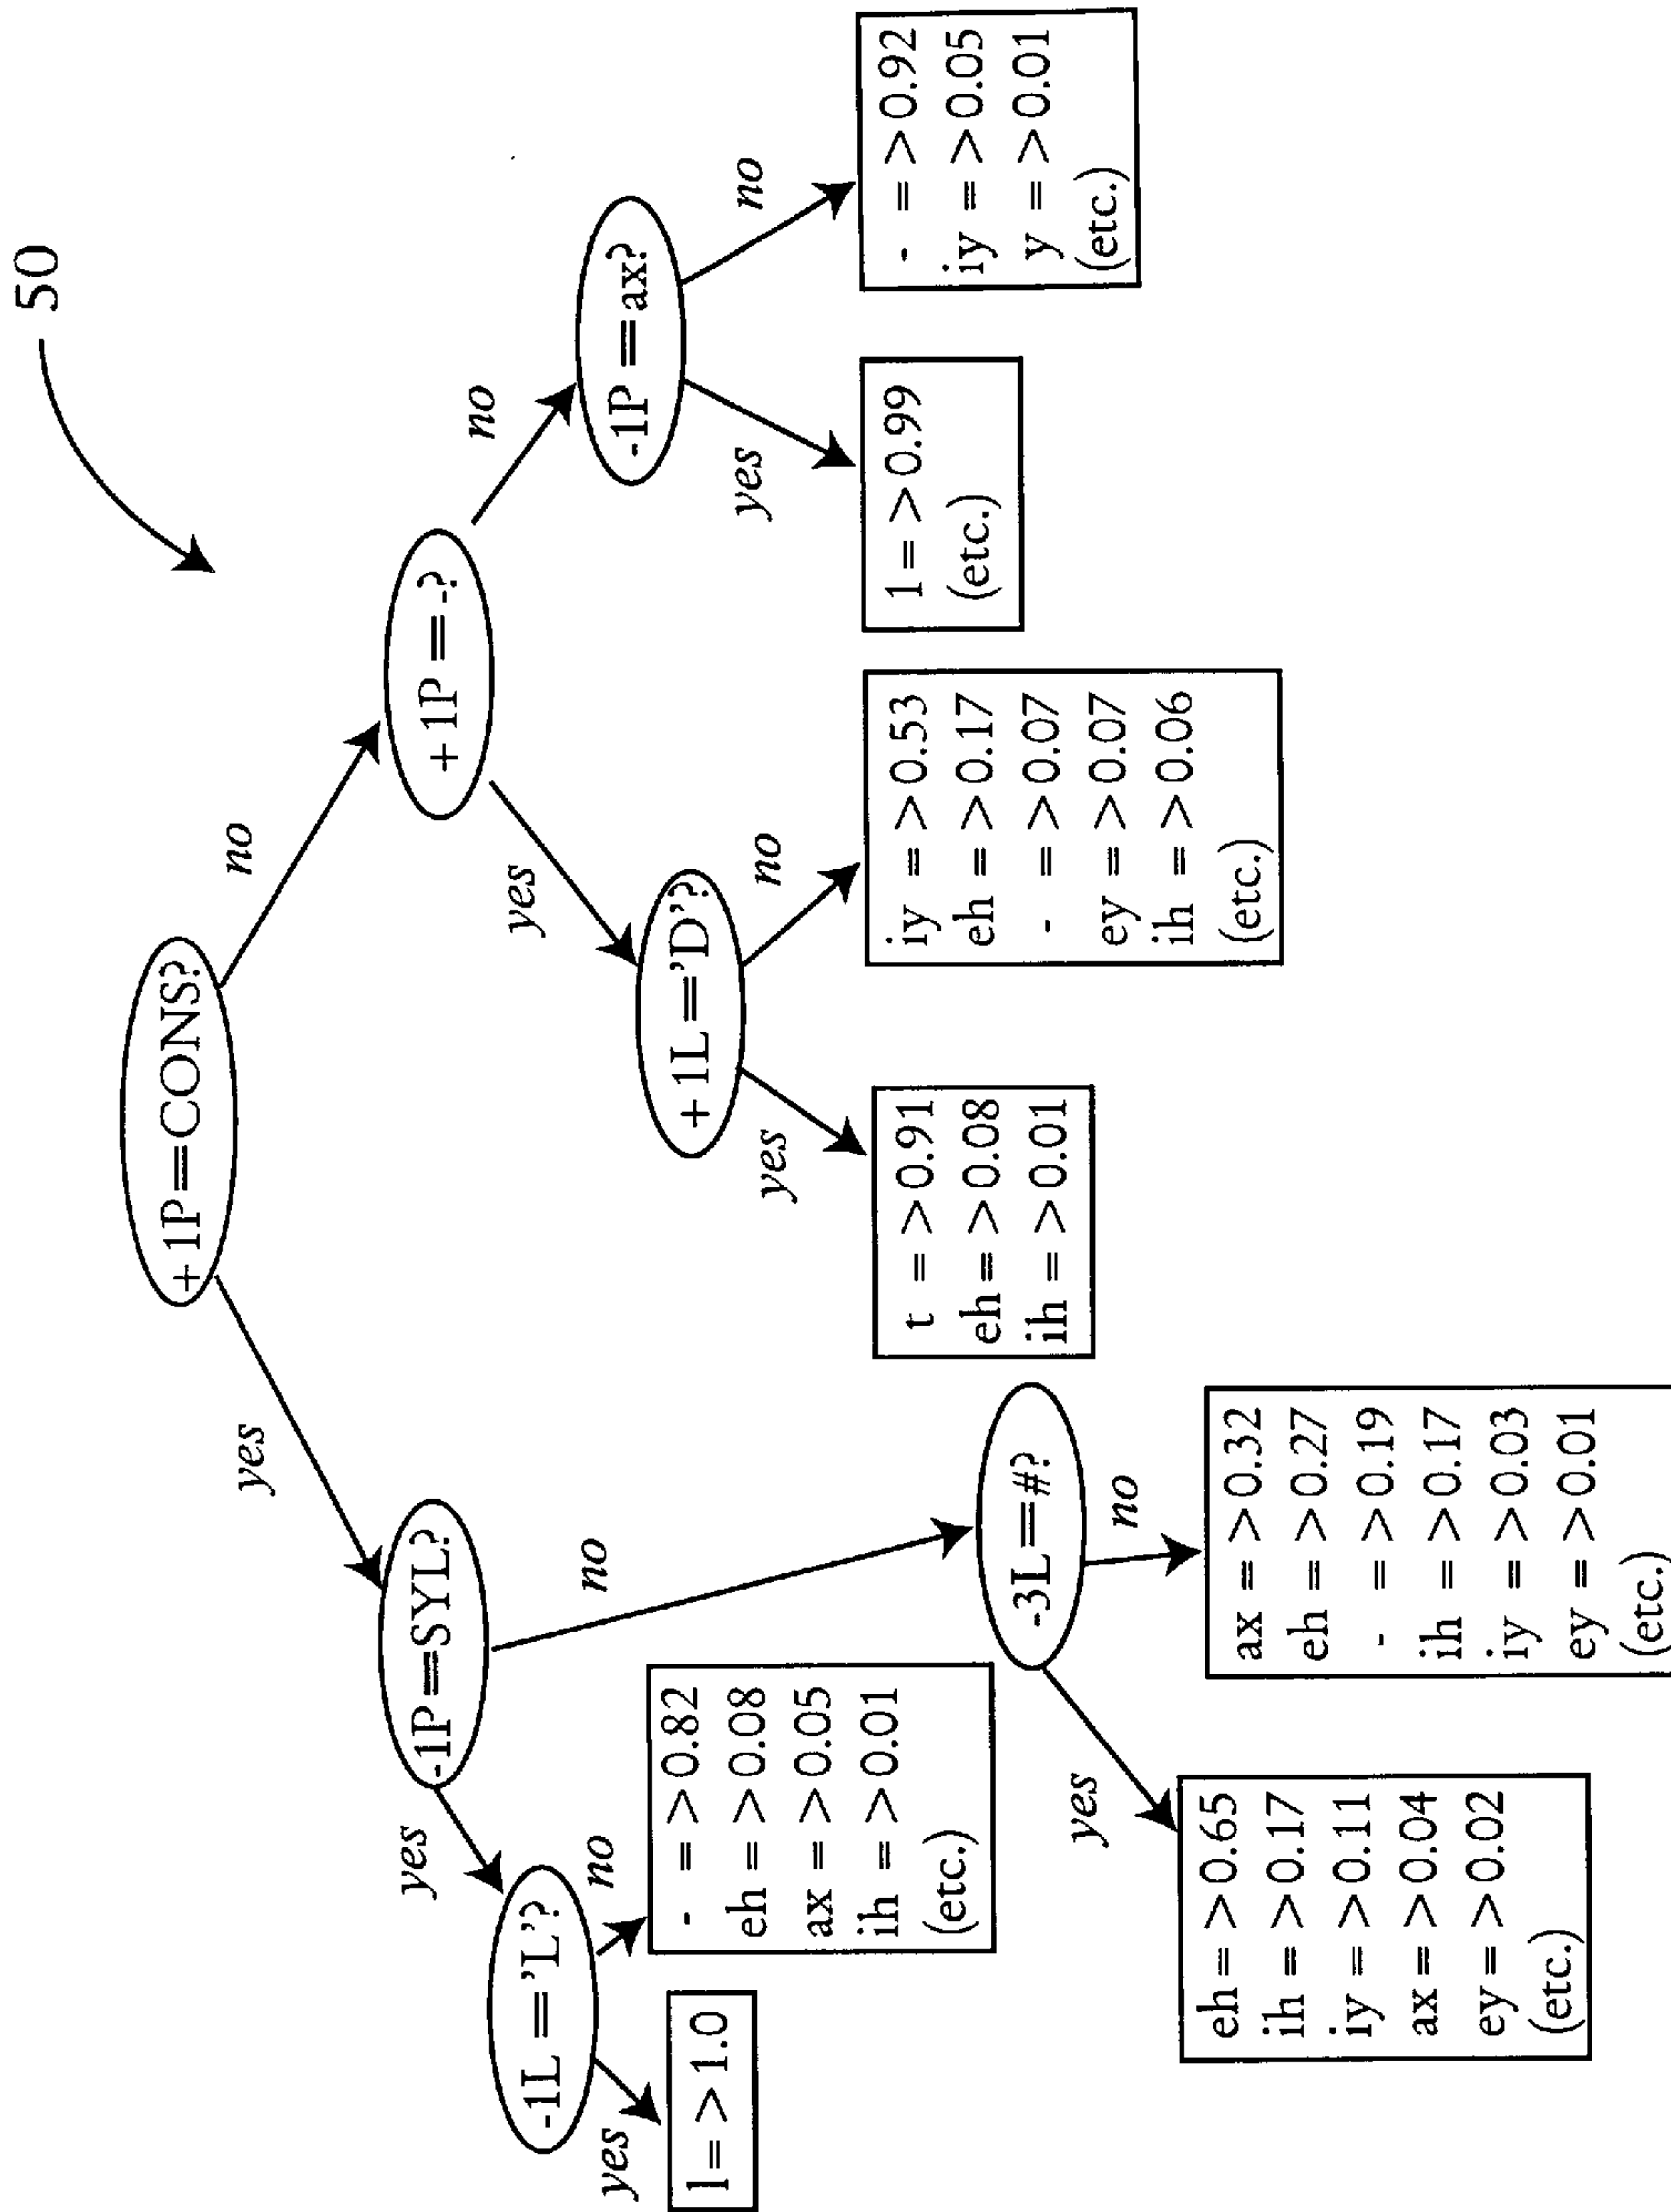 50
+1P=CONS?
yes
no
-1P=SYL?
+1P=-?
yes
no
yes
no
-1L='L'?
+1L='D'?
-1P=ax?
yes
no
yes
no
yes
no
l=>1.0
- =>0.82
eh=>0.08
ax=>0.05
ih=>0.01
(etc.)
-3L=#?
yes
no
t =>0.91
eh=>0.08
ih=>0.01
iy=>0.53
eh=>0.17
- =>0.07
ey=>0.07
ih=>0.06
(etc.)
1=>0.99
(etc.)
- =>0.92
iy=>0.05
y=>0.01
(etc.)
eh=>0.65
ih=>0.17
iy=>0.11
ax=>0.04
ey=>0.02
(etc.)
ax=>0.32
eh=>0.27
- =>0.19
ih=>0.17
iy=>0.03
ey=>0.01
(etc.)